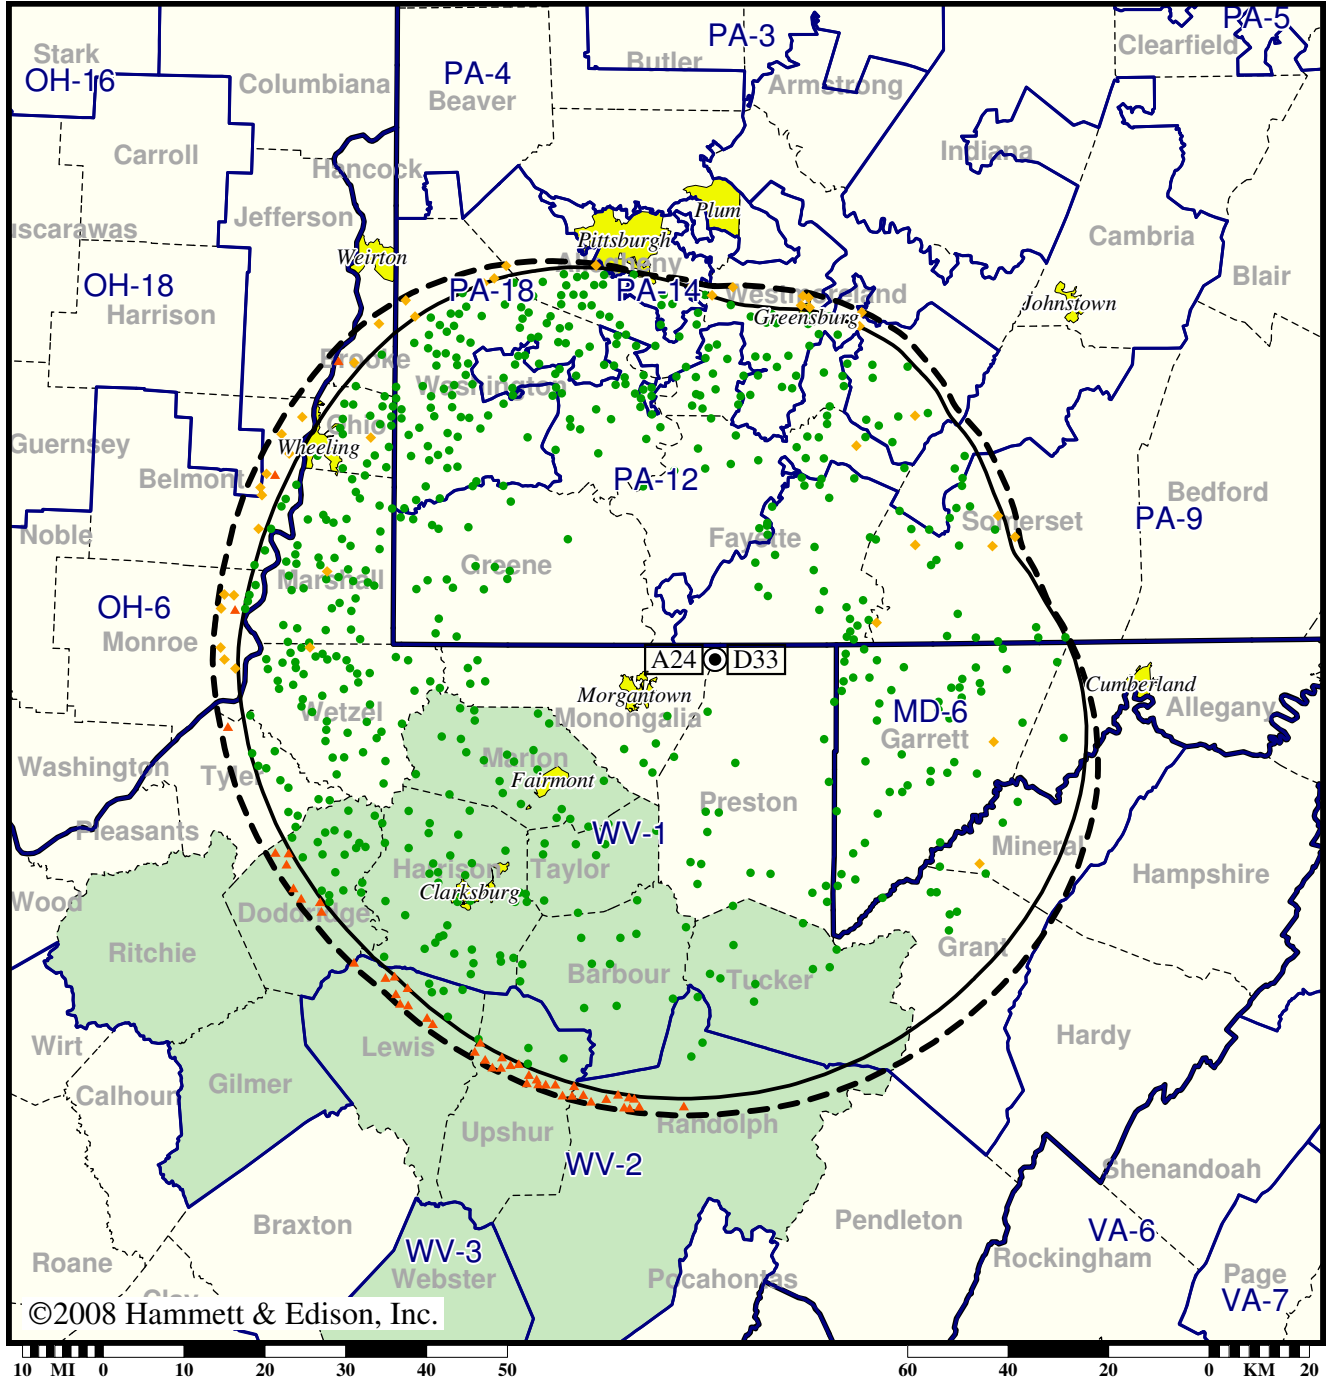 PA-5
PA-3
Stark
Clearfield
Butler
OH-16
PA-4
Columbiana
Armstrong
Beaver
Carroll
Indiana
Hancock
Plum
Jefferson
uscarawas
Cambria
Pittsburgh
Weirton
Allegheny
Blair
OH-18
PA-18
PA-14
Westmoreland
Johnstown
Harrison
Greensburg
Brooke
Washington
Ohio
Guernsey
Wheeling
Belmont
PA-12
Bedford
PA-9
Somerset
Noble
Fayette
Greene
Marshall
OH-6
Monroe
A24
D33
Cumberland
Morgantown
Allegany
Wetzel
MD-6
Monongalia
Garrett
Marion
Washington
Tyler
Fairmont
Preston
Pleasants
WV-1
Mineral
Harrison
Taylor
Hampshire
Clarksburg
Wood
Doddridge
Grant
Ritchie
Barbour
Tucker
Hardy
Wirt
Lewis
Gilmer
Calhoun
Randolph
Upshur
WV-2
Shenandoah
Pendleton
Braxton
VA-6
WV-3
Rockingham
Roane
Webster
Pocahontas
Page
Clay
VA-7
©2008 Hammett & Edison, Inc.
10 MI 0 10 20 30 40 50
60 40 20 0 KM 20